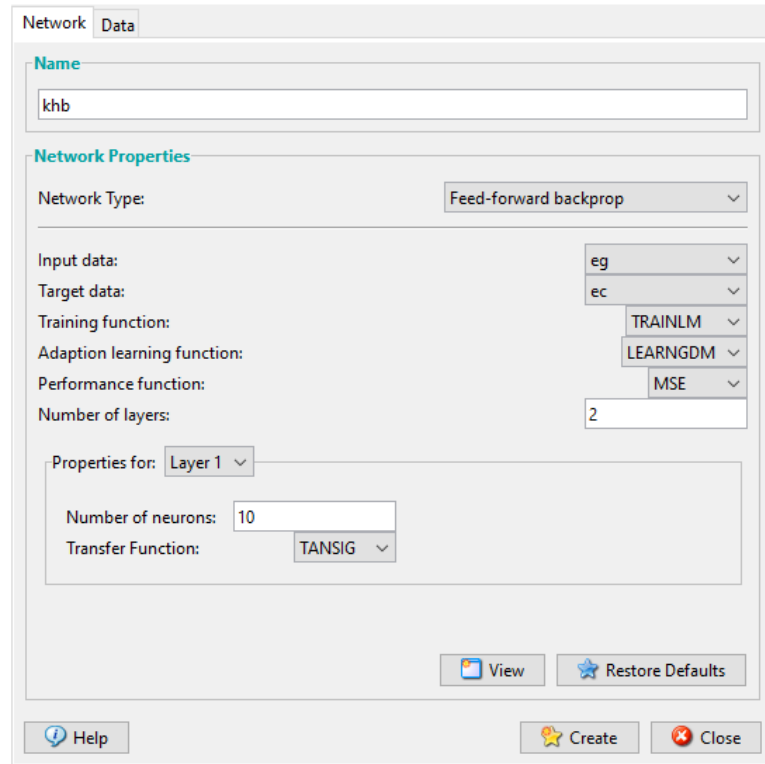 Network Data
Name
khb
Network Properties
Network Type: Feed-forward backprop
Input data: eg
Target data: ec
Training function: TRAINLM
Adaption learning function: LEARNGDM
Performance function: MSE
Number of layers: 2
Properties for: Layer 1
Number of neurons: 10
Transfer Function: TANSIG
View Restore Defaults
Help Create Close